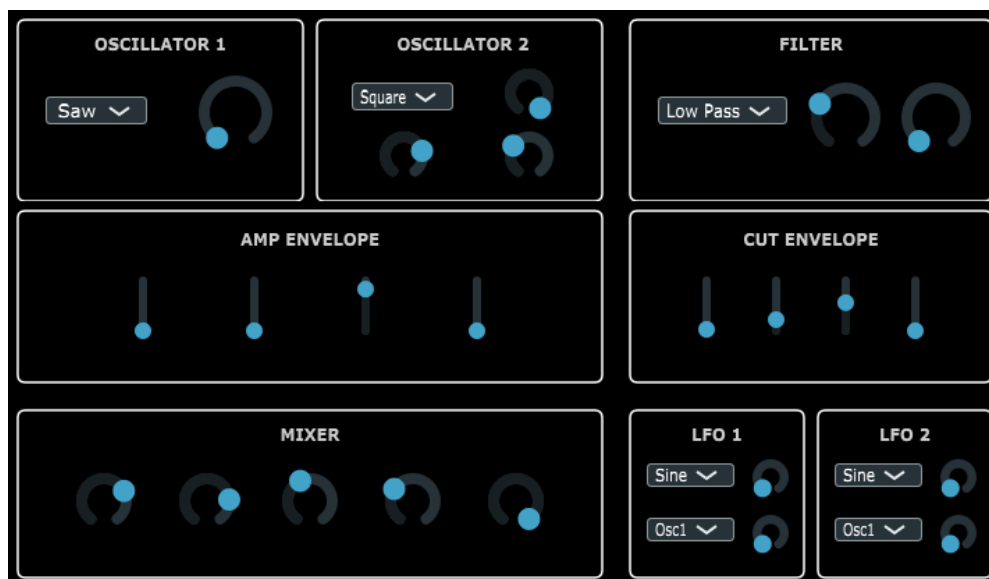 OSCILLATOR 1
Saw
OSCILLATOR 2
Square
FILTER
Low Pass
AMP ENVELOPE
CUT ENVELOPE
MIXER
LFO 1
Sine
Osc1
LFO 2
Sine
Osc1